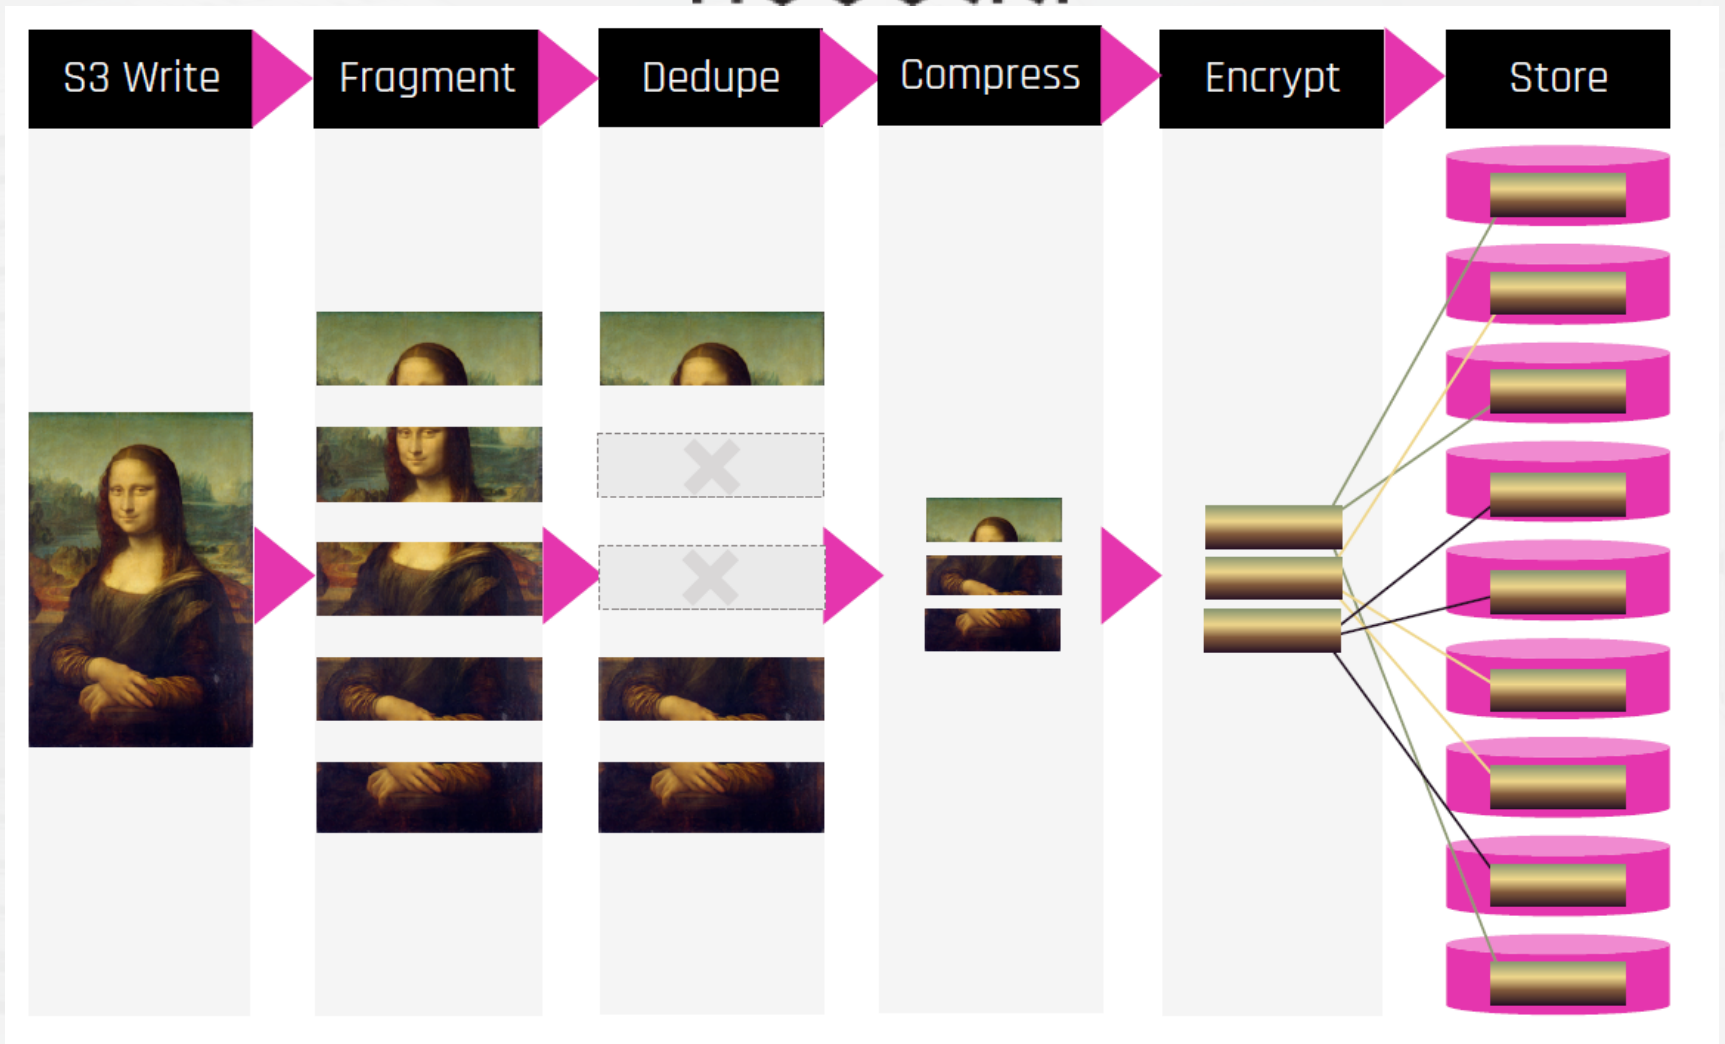 S3 Write
Fragment
Dedupe
Compress
Encrypt
Store